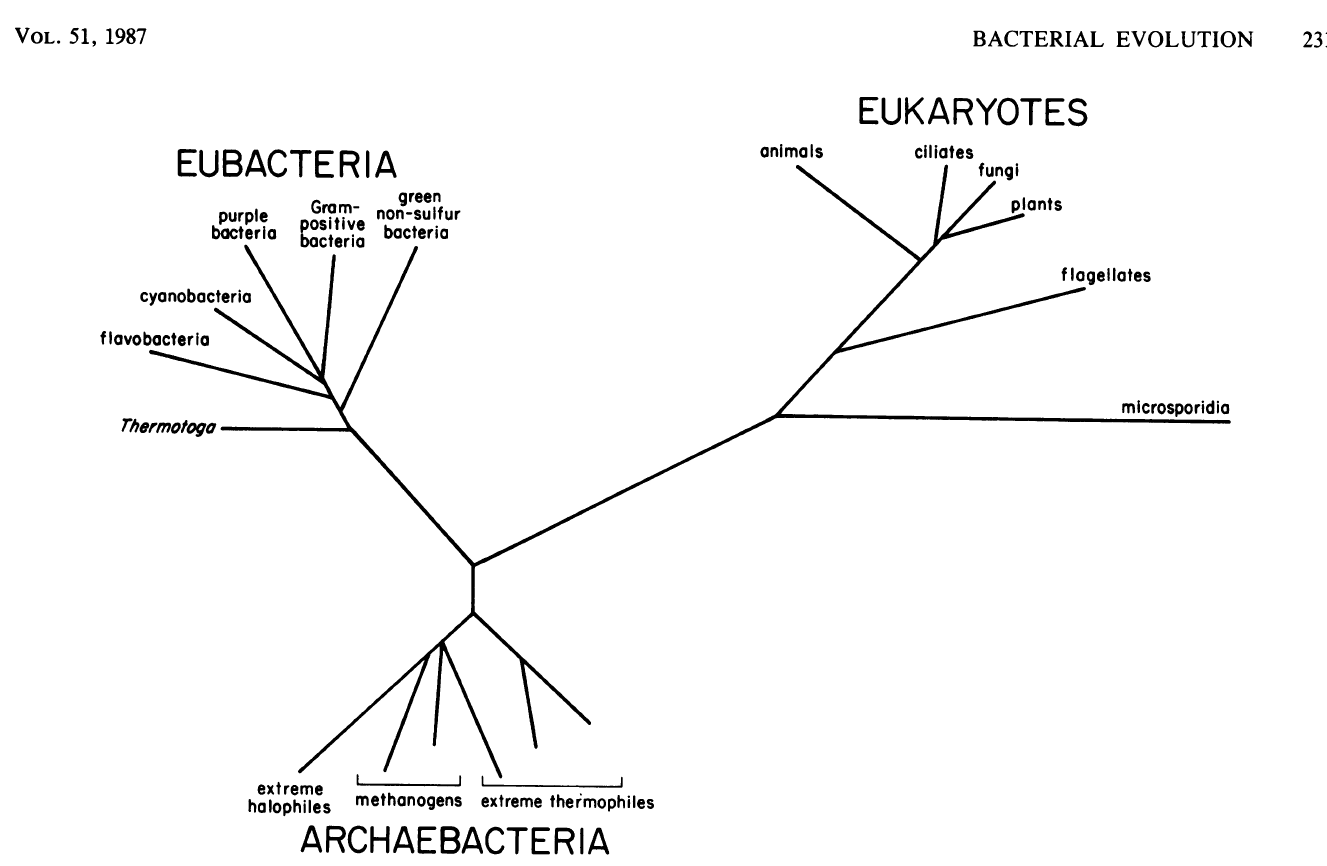 VOL. 51, 1987
BACTERIAL EVOLUTION 231
EUKARYOTES
EUBACTERIA
animals
ciliates
fungi
plants
flagellates
microsporidia
green
non-sulfur
bacteria
Gram-
positive
bacteria
purple
bacteria
cyanobacteria
flavobacteria
Thermotoga
extreme
halophiles
methanogens
extreme thermophiles
ARCHAEBACTERIA